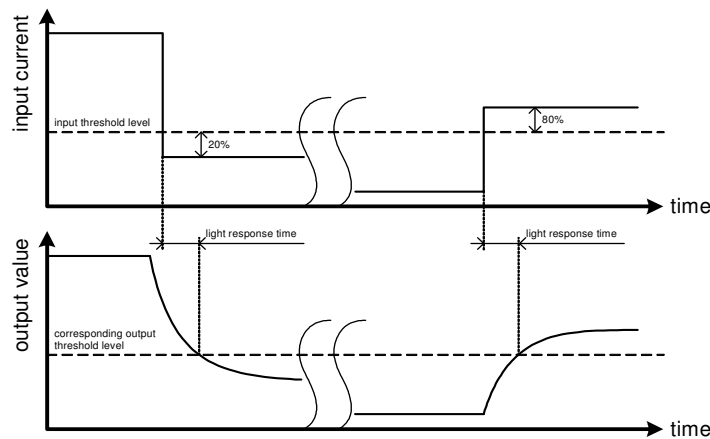 input current
input threshold level
20%
80%
time
light response time
light response time
output value
corresponding output
threshold level
time